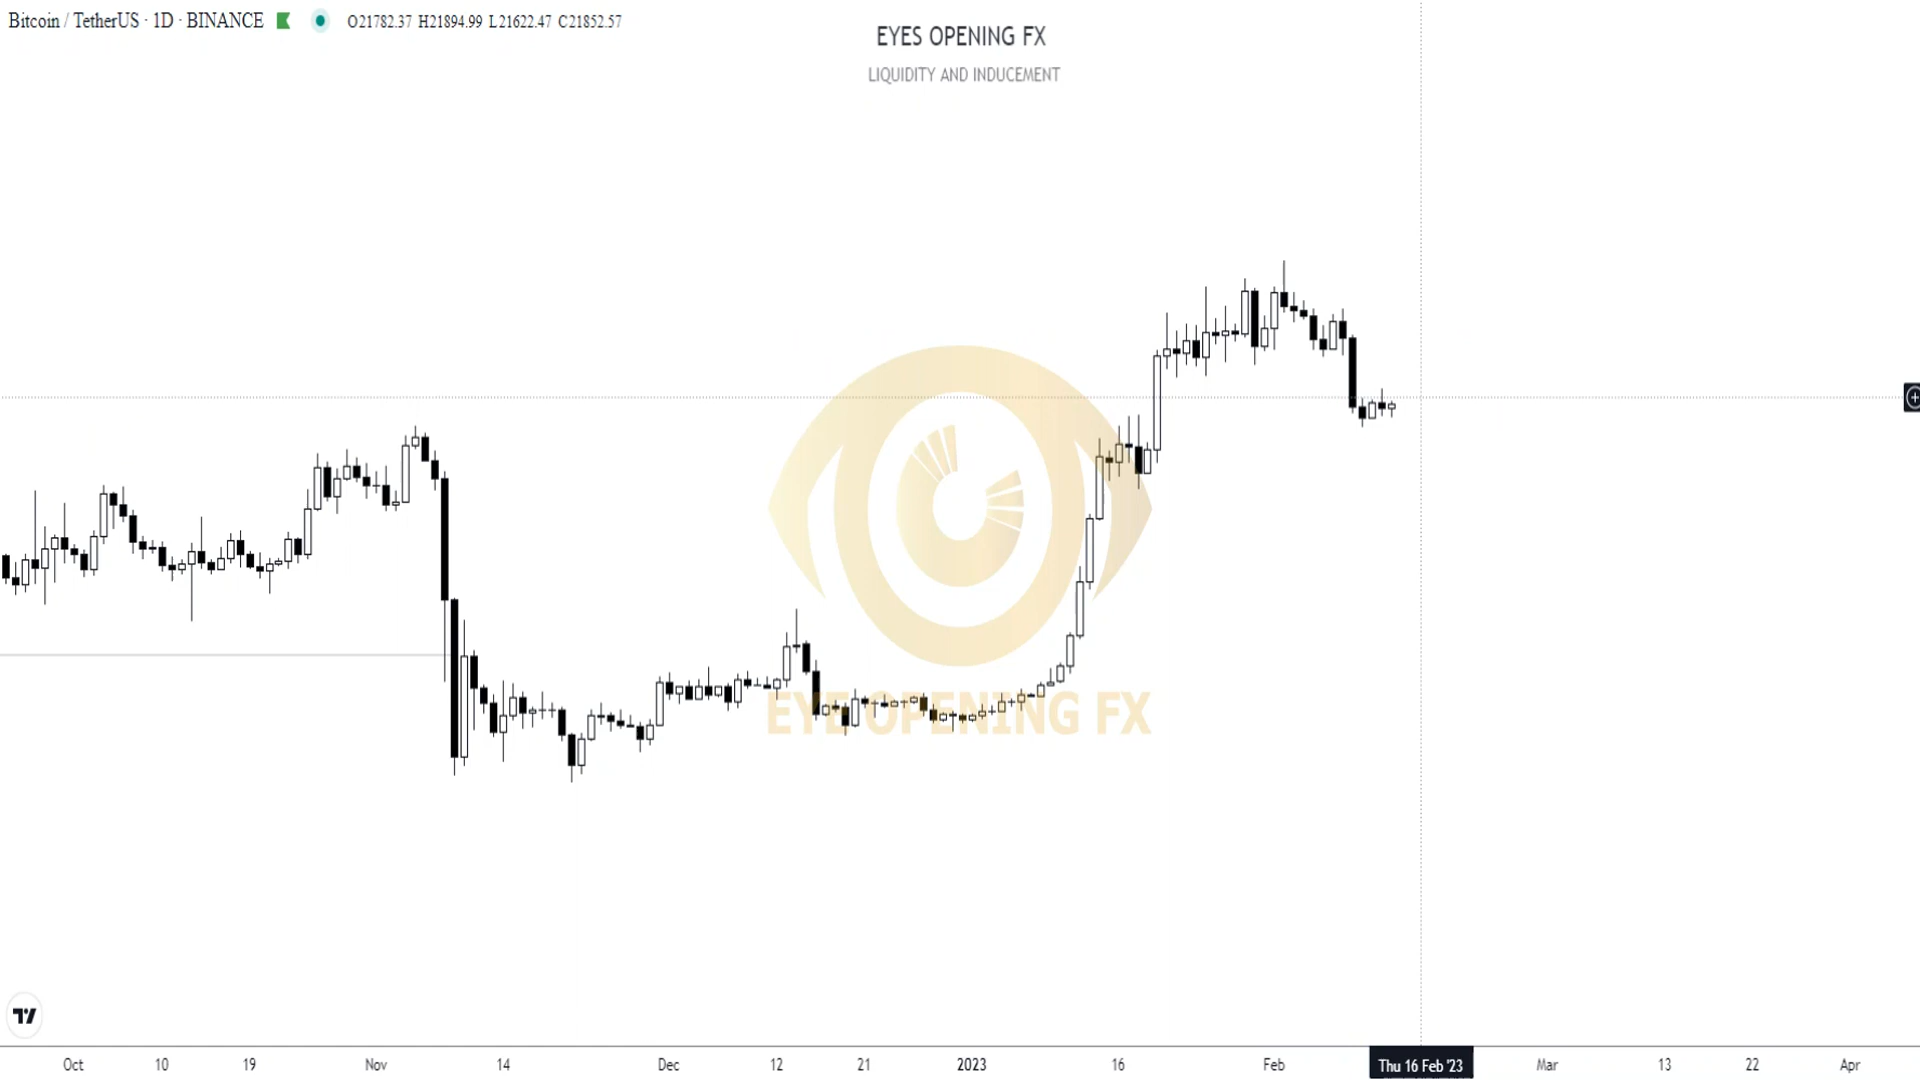 Bitcoin / TetherUS · 1D · BINANCE O21782.37 H21894.99 L21622.47 C21852.57
EYES OPENING FX
LIQUIDITY AND INDUCEMENT
EYE OPENING FX
Oct 10 19 Nov 14 Dec 12 21 2023 16 Feb Thu 16 Feb '23 Mar 13 22 Apr